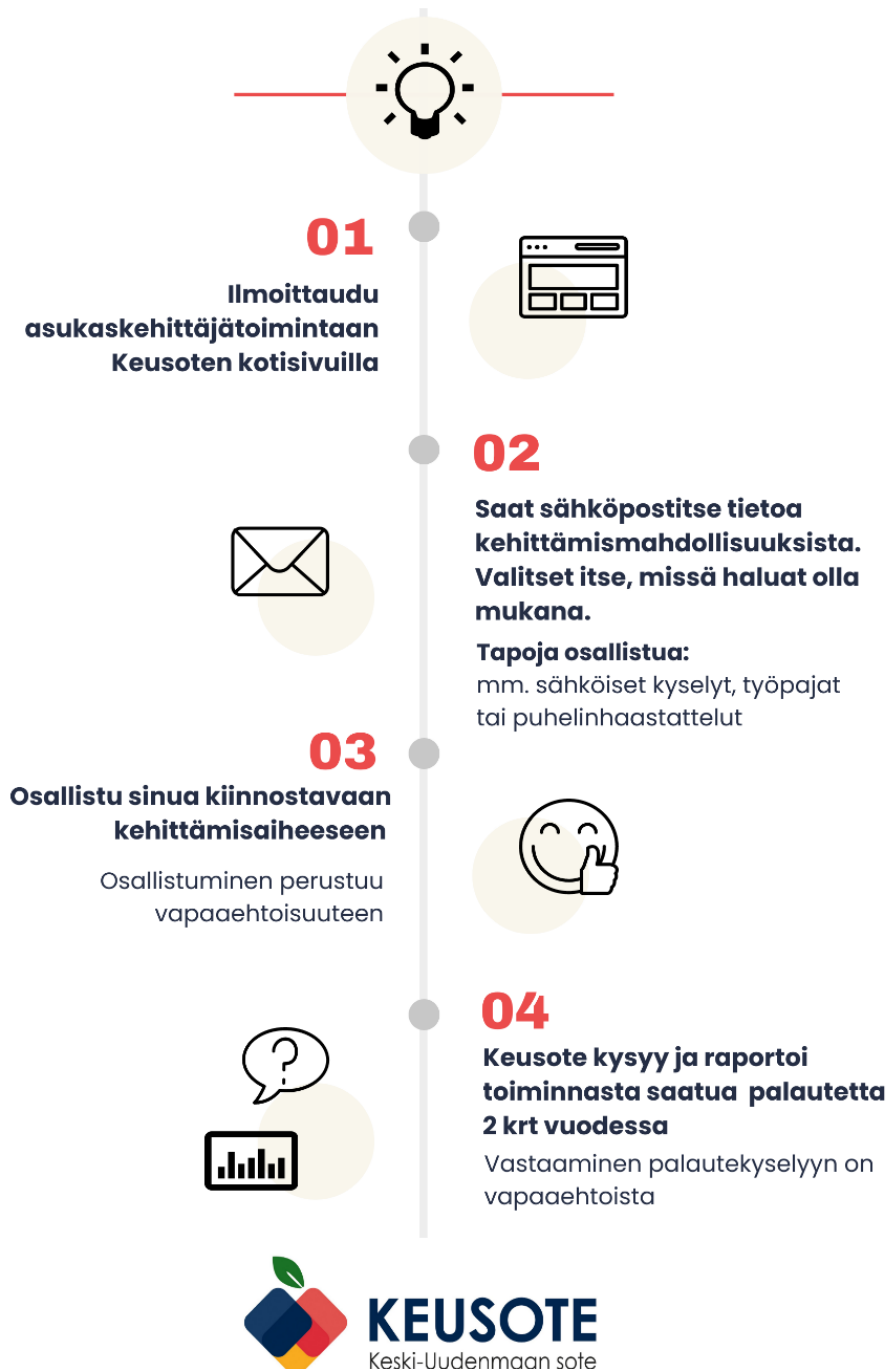 01
Ilmoittaudu
asukaskehittäjätoimintaan
Keusoten kotisivuilla
02
Saat sähköpostitse tietoa
kehittämismahdollisuuksista.
Valitset itse, missä haluat olla
mukana.
Tapoja osallistua:
mm. sähköiset kyselyt, työpajat
tai puhelinhaastattelut
03
Osallistu sinua kiinnostavaan
kehittämisaiheeseen
Osallistuminen perustuu
vapaaehtoisuuteen
?
04
Keusote kysyy ja raportoi
toiminnasta saatua palautetta
2 krt vuodessa
Vastaaminen palautekyselyyn on
vapaaehtoista
KEUSOTE
Keski-Uudenmaan sote